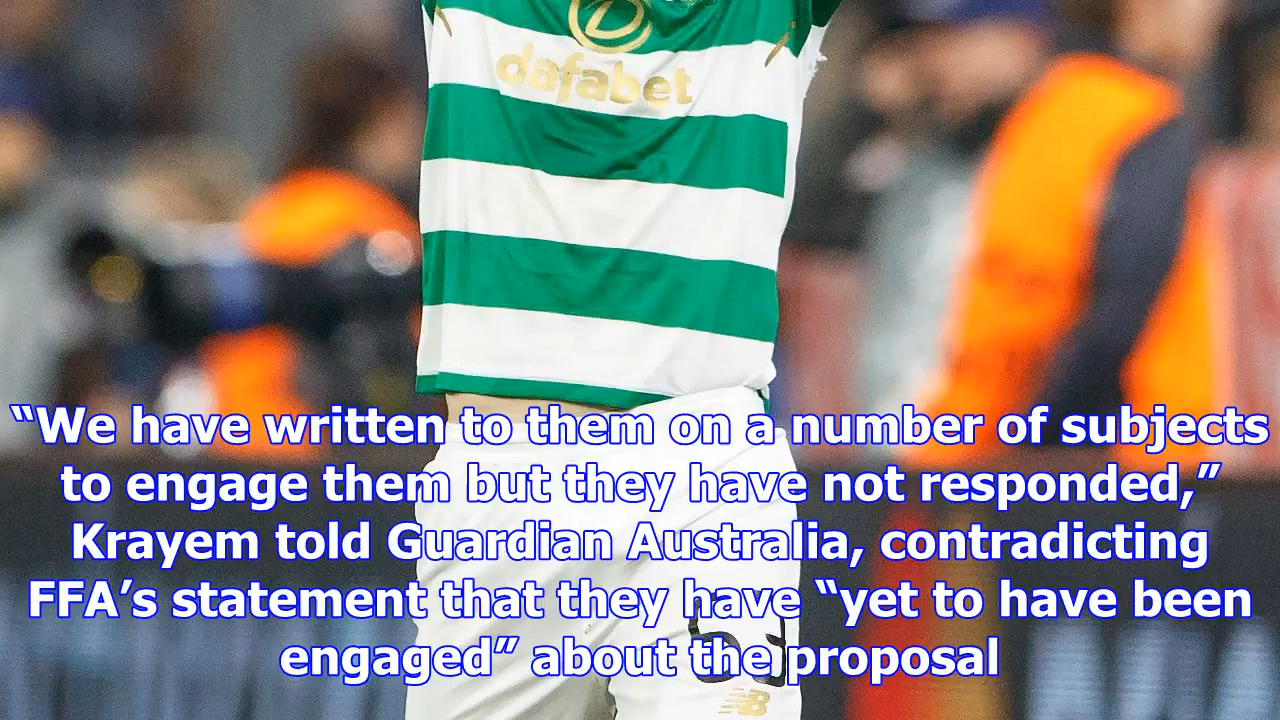 dafabet
“We have written to them on a number of subjects
to engage them but they have not responded,”
Krayem told Guardian Australia, contradicting
FFA’s statement that they have “yet to have been
engaged” about the proposal